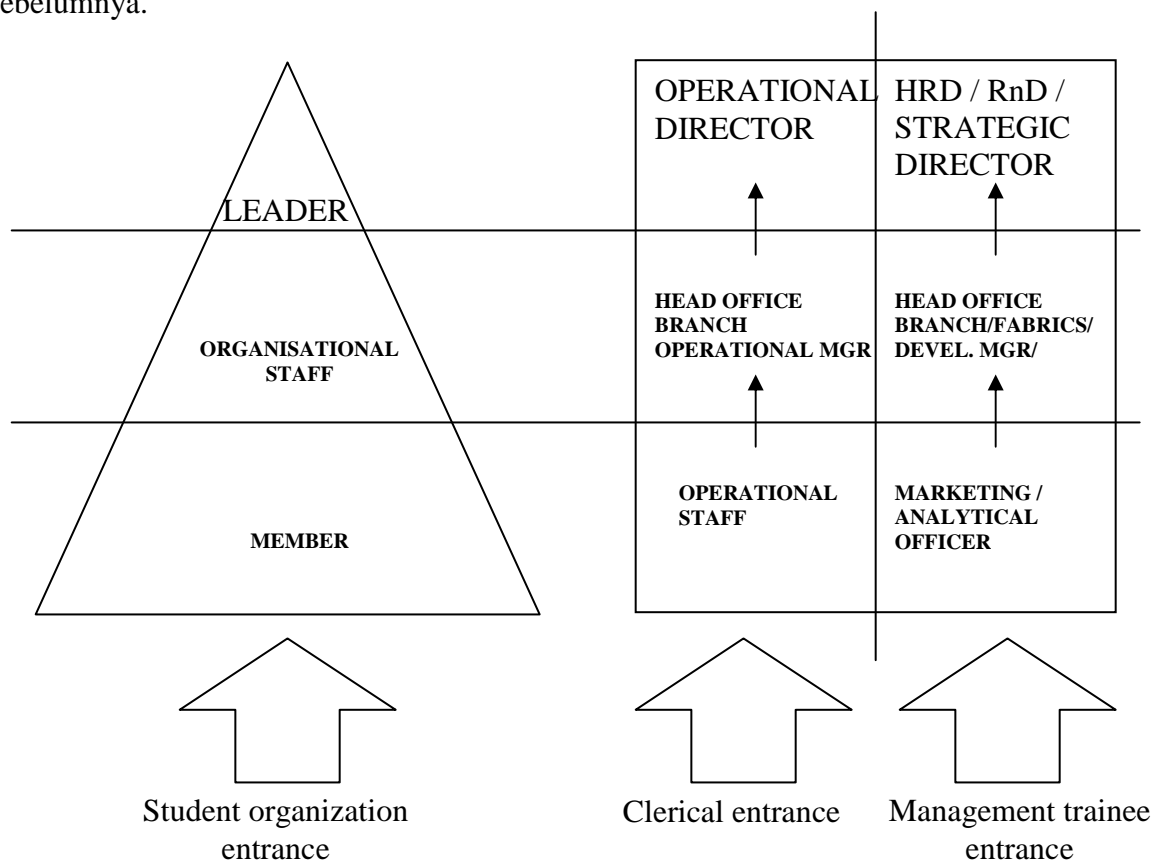 ebelumnya.
OPERATIONAL
DIRECTOR
HRD / RnD /
STRATEGIC
DIRECTOR
LEADER
HEAD OFFICE
BRANCH
OPERATIONAL MGR
HEAD OFFICE
BRANCH/FABRICS/
DEVEL. MGR/
ORGANISATIONAL
STAFF
OPERATIONAL
STAFF
MARKETING /
ANALYTICAL
OFFICER
MEMBER
Student organization
entrance
Clerical entrance
Management trainee
entrance